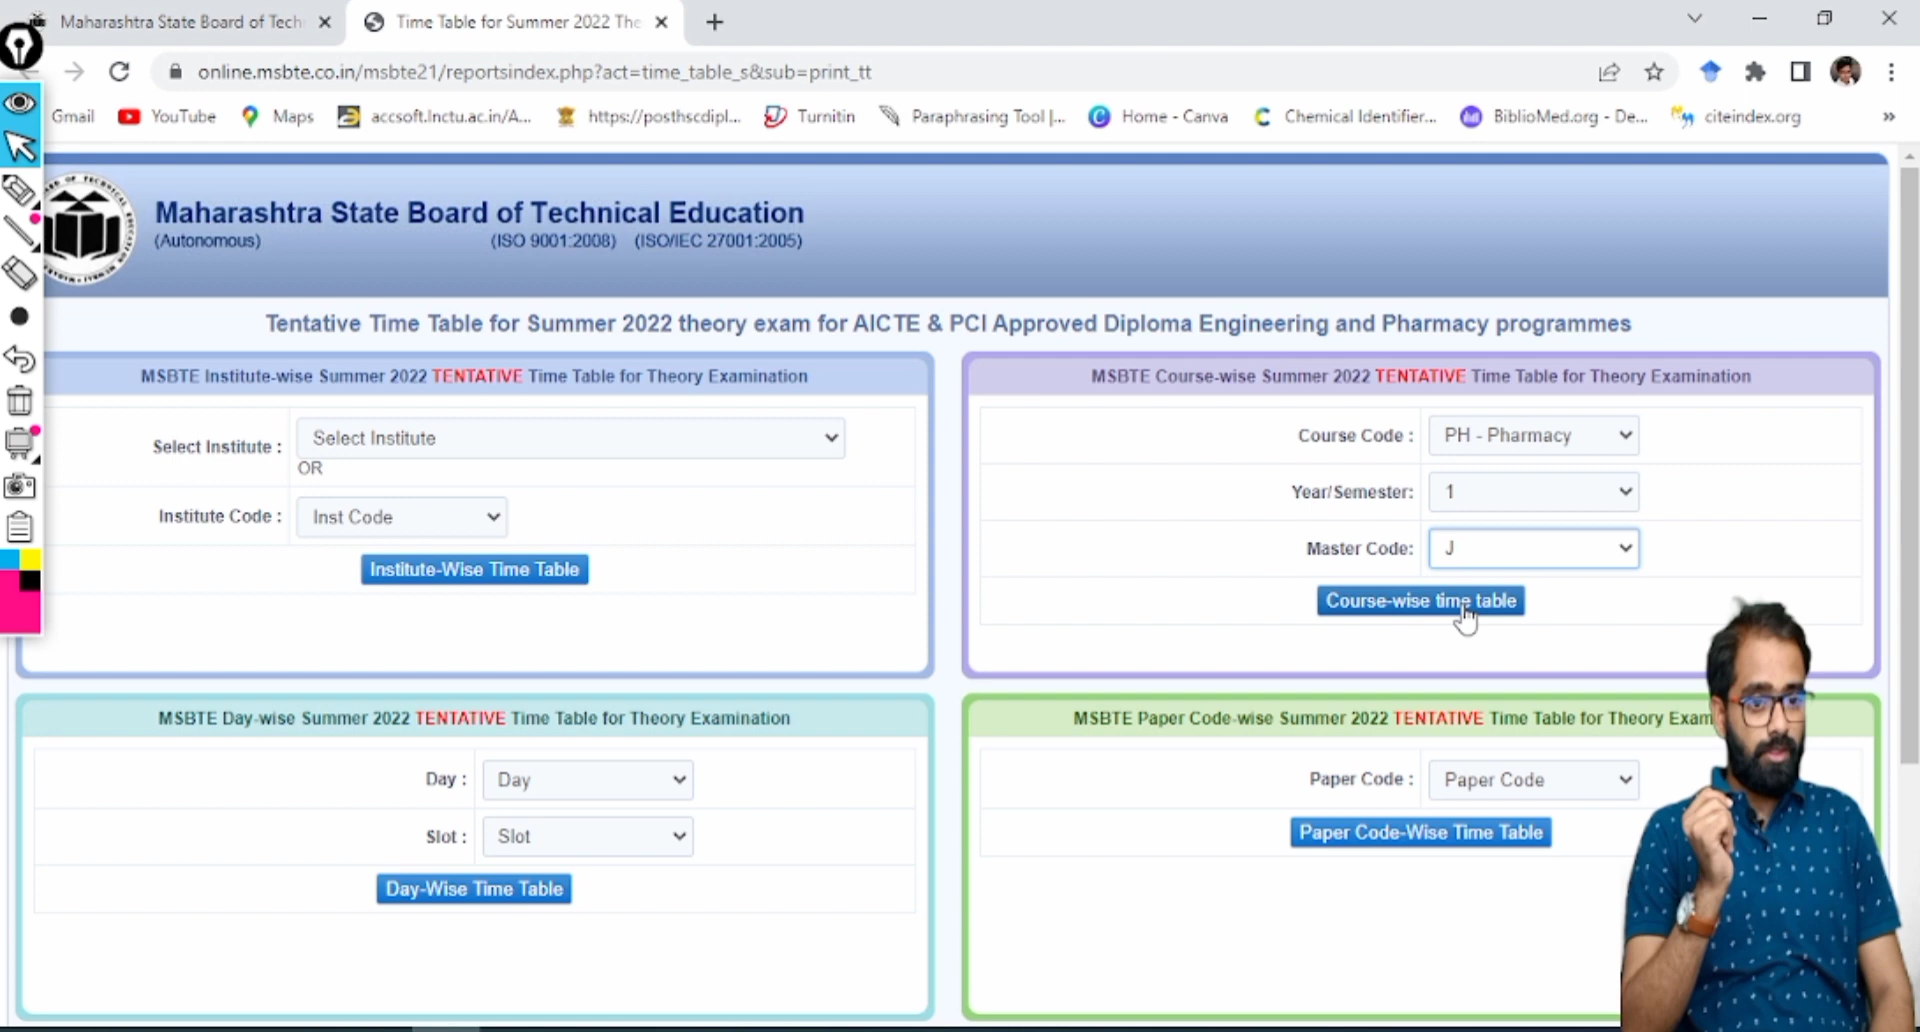 Maharashtra State Board of Tech
Time Table for Summer 2022 The
online.msbte.co.in/msbte21/reportsindex.php?act=time_table_s&sub=print_tt
Gmail YouTube Maps accsoft.lnctu.ac.in/A... https://posthscdipl... Turnitin Paraphrasing Tool |... Home - Canva Chemical Identifier... BiblioMed.org - De... citeindex.org »
Maharashtra State Board of Technical Education
(Autonomous) (ISO 9001:2008) (ISO/IEC 27001:2005)
Tentative Time Table for Summer 2022 theory exam for AICTE & PCI Approved Diploma Engineering and Pharmacy programmes
MSBTE Institute-wise Summer 2022 TENTATIVE Time Table for Theory Examination
Select Institute : Select Institute
OR
Institute Code : Inst Code
Institute-Wise Time Table
MSBTE Course-wise Summer 2022 TENTATIVE Time Table for Theory Examination
Course Code : PH - Pharmacy
Year/Semester: 1
Master Code: J
Course-wise time table
MSBTE Day-wise Summer 2022 TENTATIVE Time Table for Theory Examination
Day : Day
Slot : Slot
Day-Wise Time Table
MSBTE Paper Code-wise Summer 2022 TENTATIVE Time Table for Theory Exam
Paper Code : Paper Code
Paper Code-Wise Time Table